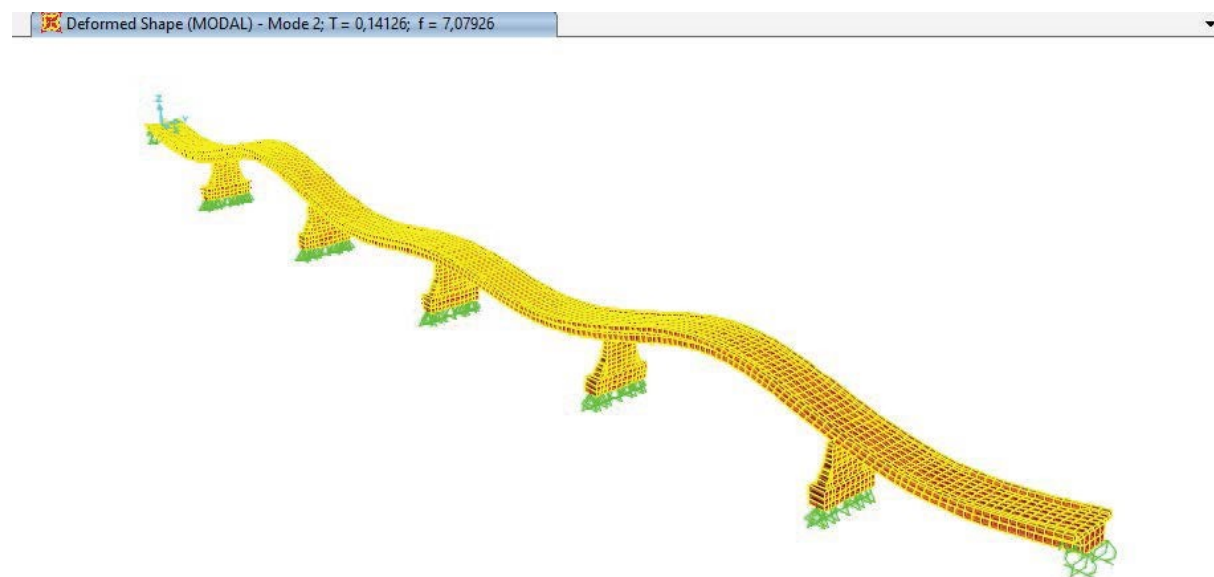 Deformed Shape (MODAL) - Mode 2; T = 0,14126; f = 7,07926
Z
Y